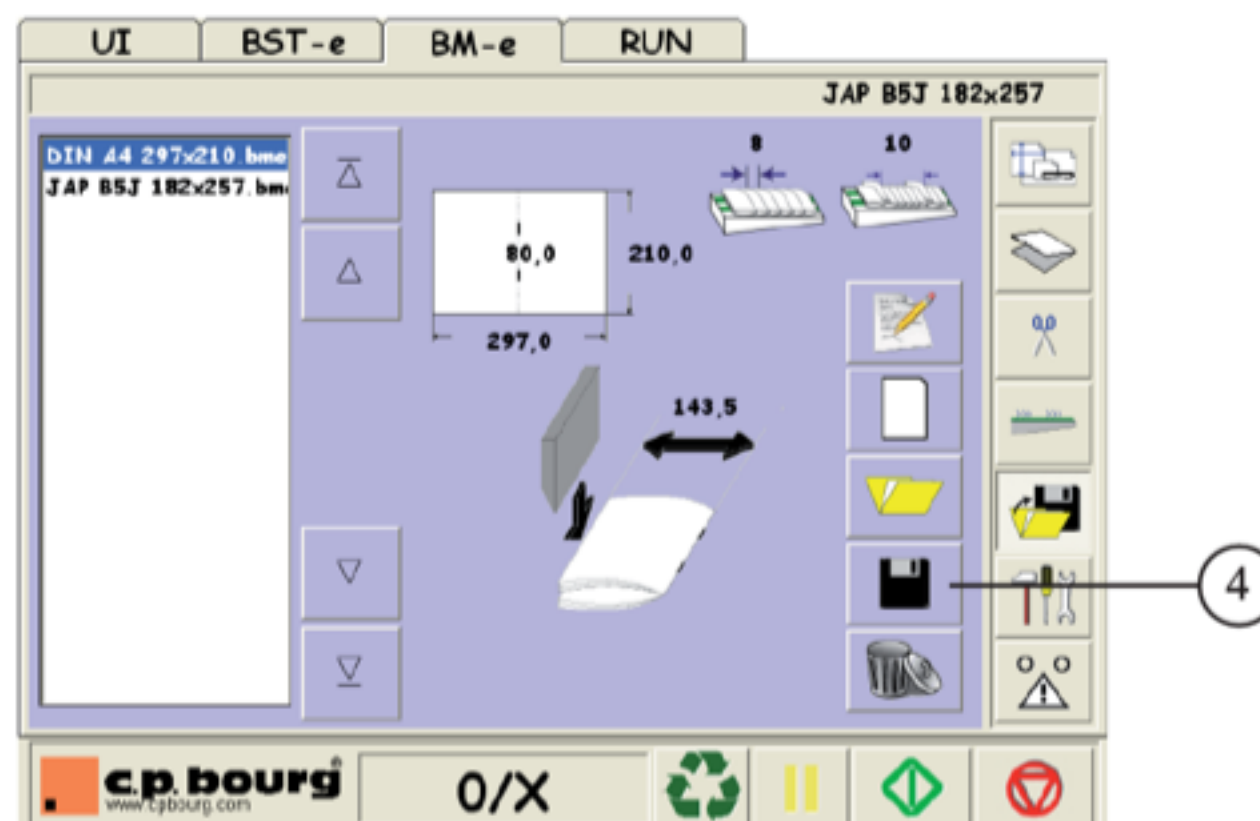 UI BST-e BM-e RUN
JAP B5J 182x257
DIN A4 297x210.bme
JAP B5J 182x257.bm
8 10
80,0 210,0
297,0
143,5
4
c.p. bourg®
www.cpbourg.com
0/X